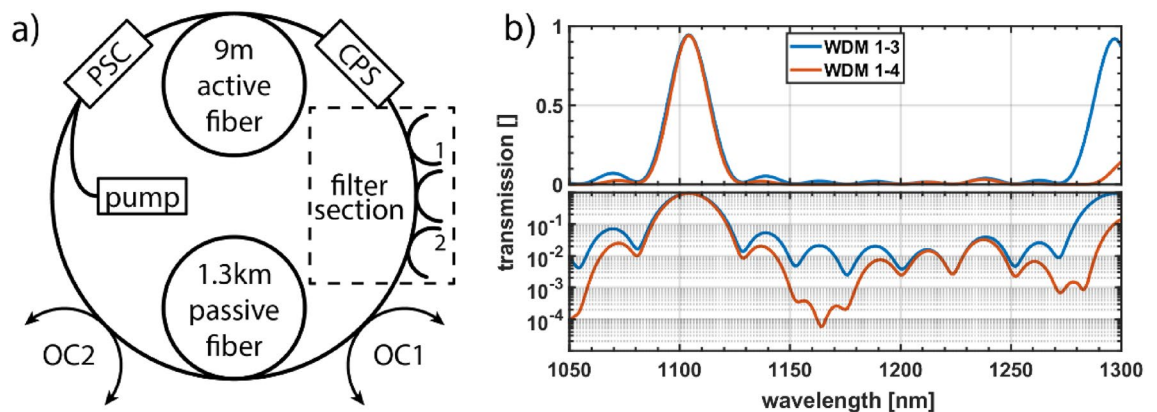 a)
PSC
9m
active
fiber
CPS
pump
filter
section
1
2
1.3km
passive
fiber
OC2
OC1
b)
WDM 1-3
WDM 1-4
transmission []
1
0.5
0
10-1
10-2
10-3
10-4
1050
1100
1150
1200
1250
1300
wavelength [nm]